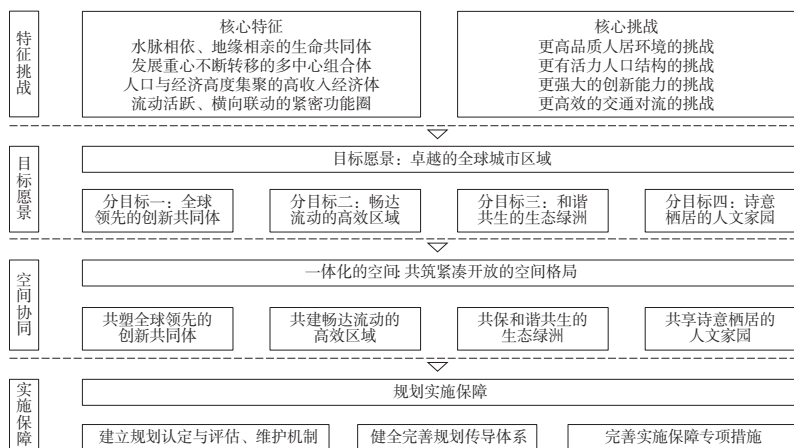 特征挑战
核心特征
水脉相依、地缘相亲的生命共同体
发展重心不断转移的多中心组合体
人口与经济高度集聚的高收入经济体
流动活跃、横向联动的紧密功能圈
核心挑战
更高品质人居环境的挑战
更有活力人口结构的挑战
更强大的创新能力的挑战
更高效的交通对流的挑战
目标愿景
目标愿景：卓越的全球城市区域
分目标一：全球
领先的创新共同体
分目标二：畅达
流动的高效区域
分目标三：和谐
共生的生态绿洲
分目标四：诗意
栖居的人文家园
空间协同
一体化的空间:共筑紧凑开放的空间格局
共塑全球领先的
创新共同体
共建畅达流动的
高效区域
共保和谐共生的
生态绿洲
共享诗意栖居的
人文家园
实施保障
规划实施保障
建立规划认定与评估、维护机制
健全完善规划传导体系
完善实施保障专项措施